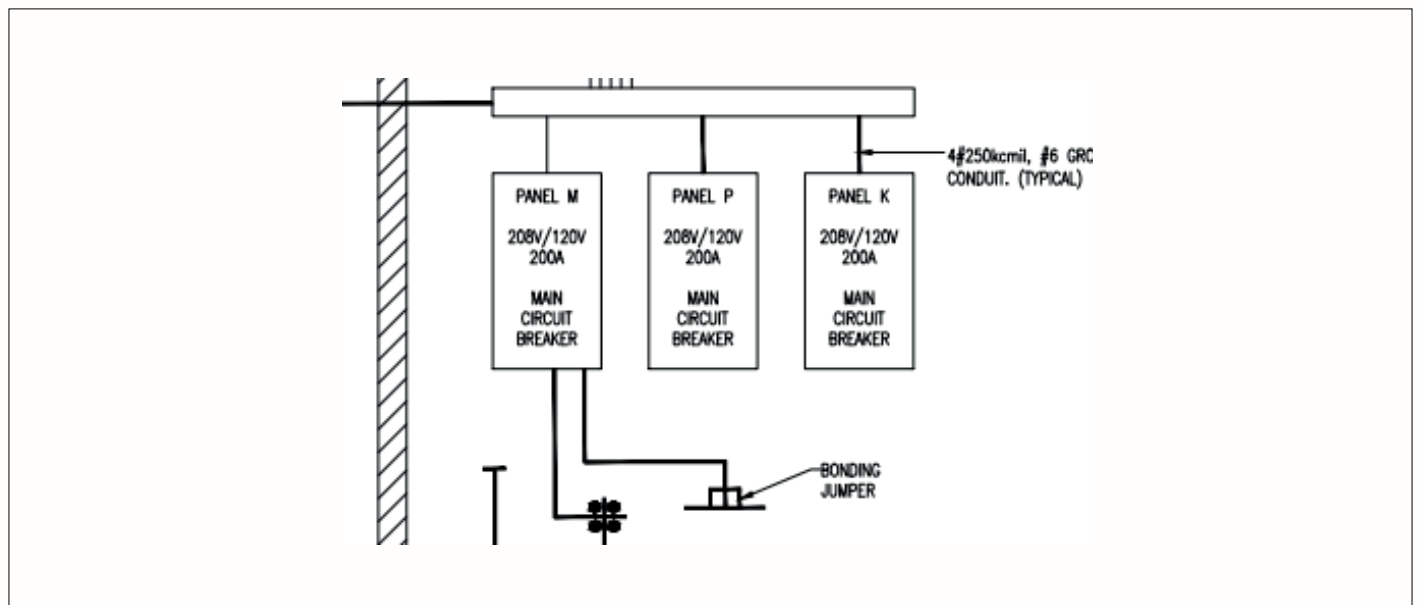 4#250kcmil, #6 GRC
CONDUIT. (TYPICAL)
PANEL M
208V/120V
200A
MAIN
CIRCUIT
BREAKER
PANEL P
208V/120V
200A
MAIN
CIRCUIT
BREAKER
PANEL K
208V/120V
200A
MAIN
CIRCUIT
BREAKER
BONDING
JUMPER